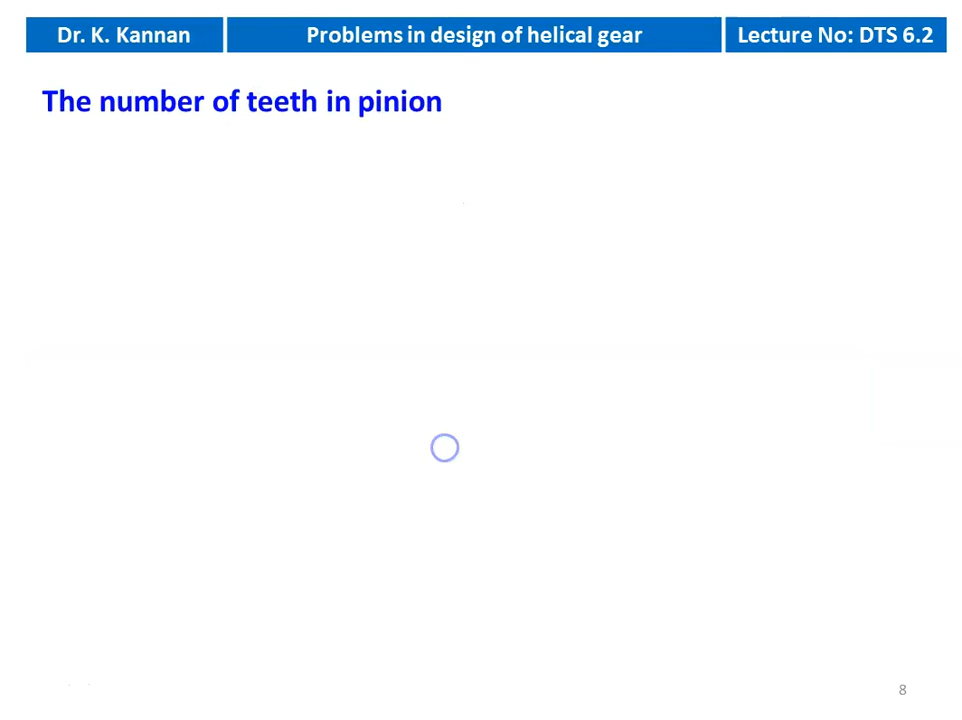 Dr. K. Kannan
Problems in design of helical gear
Lecture No: DTS 6.2
The number of teeth in pinion
8